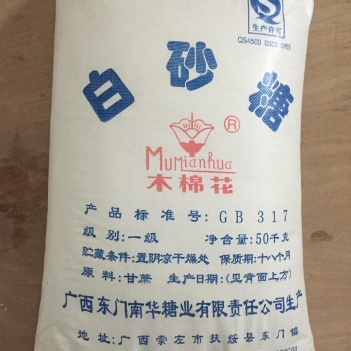 生产许可
QS4500 0303
白砂糖
®
MuMianhua
木棉花
产品标准号: GB 317
级别:一级 净含量:50千克
贮藏条件:置阴凉干燥处 保质期:十八个月
原料:甘蔗 生产日期:(见背面上方)
广西东门南华糖业有限责任公司生产
地址:广西崇左市扶绥县东门镇